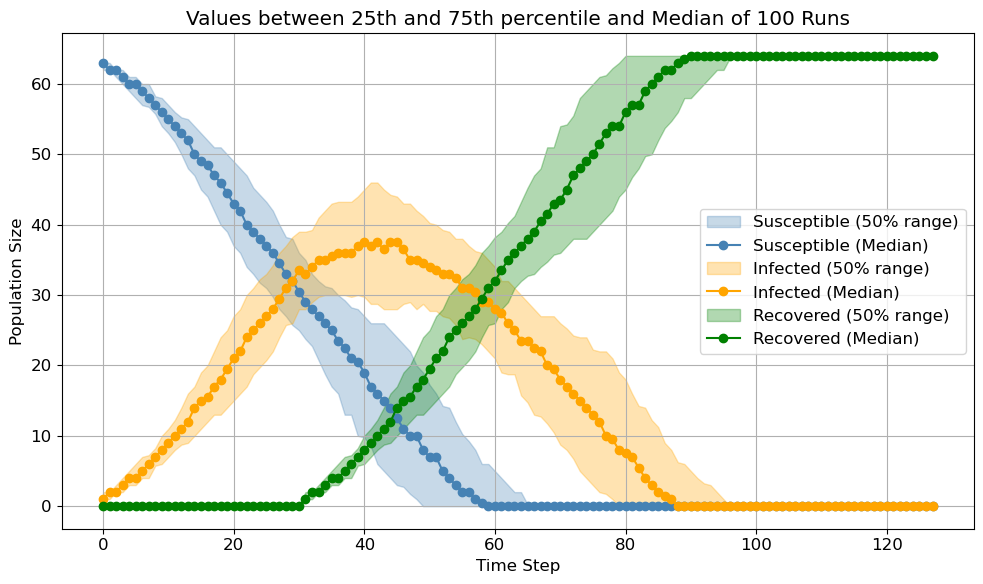 Values between 25th and 75th percentile and Median of 100 Runs
Population Size
60
50
40
30
20
10
0
Susceptible (50% range)
Susceptible (Median)
Infected (50% range)
Infected (Median)
Recovered (50% range)
Recovered (Median)
0 20 40 60 80 100 120
Time Step